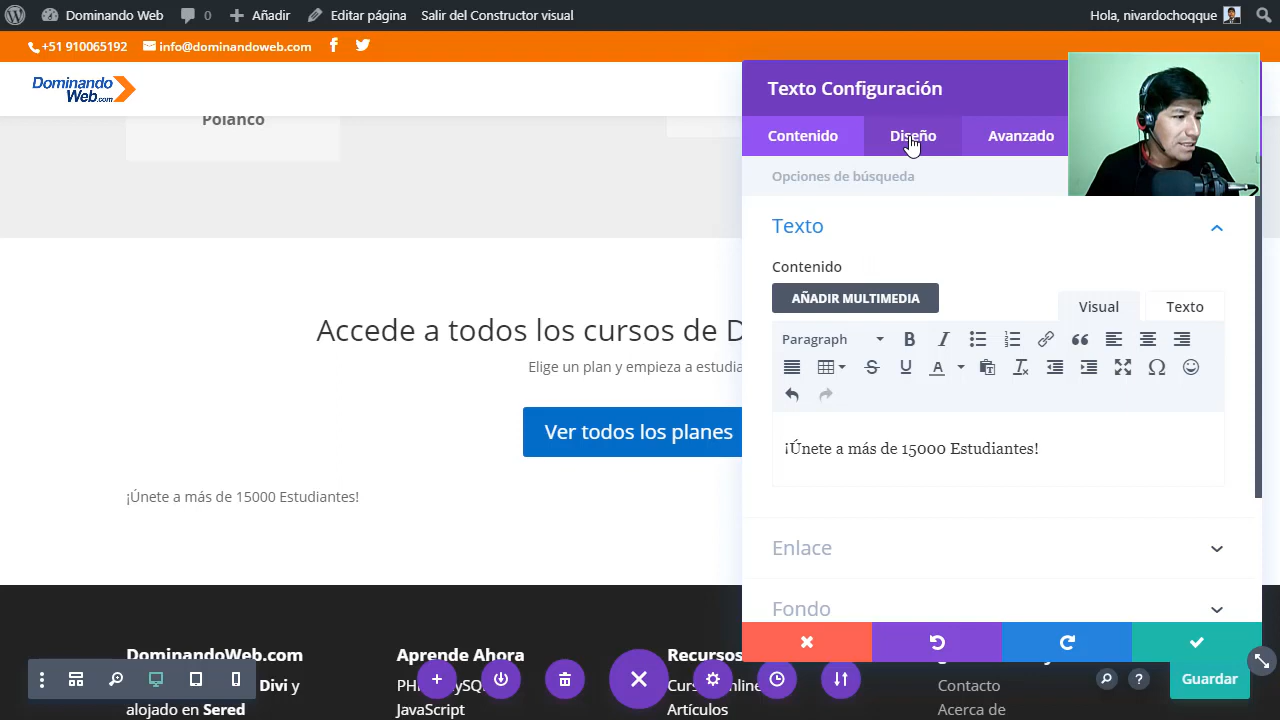 Dominando Web
0
Añadir
Editar página
Salir del Constructor visual
Hola, nivardochoqque
+51 910065192
info@dominandoweb.com
Dominando
Web.com
Polanco
Accede a todos los cursos de D
Elige un plan y empieza a estudia
Ver todos los planes
¡Únete a más de 15000 Estudiantes!
Texto Configuración
Contenido
Diseño
Avanzado
Opciones de búsqueda
Texto
Contenido
AÑADIR MULTIMEDIA
Visual
Texto
Paragraph
¡Únete a más de 15000 Estudiantes!
Enlace
Fondo
DominandoWeb.com
Divi y
alojado en Sered
Aprende Ahora
JavaScript
Recursos
Artículos
Contacto
Acerca de
Guardar